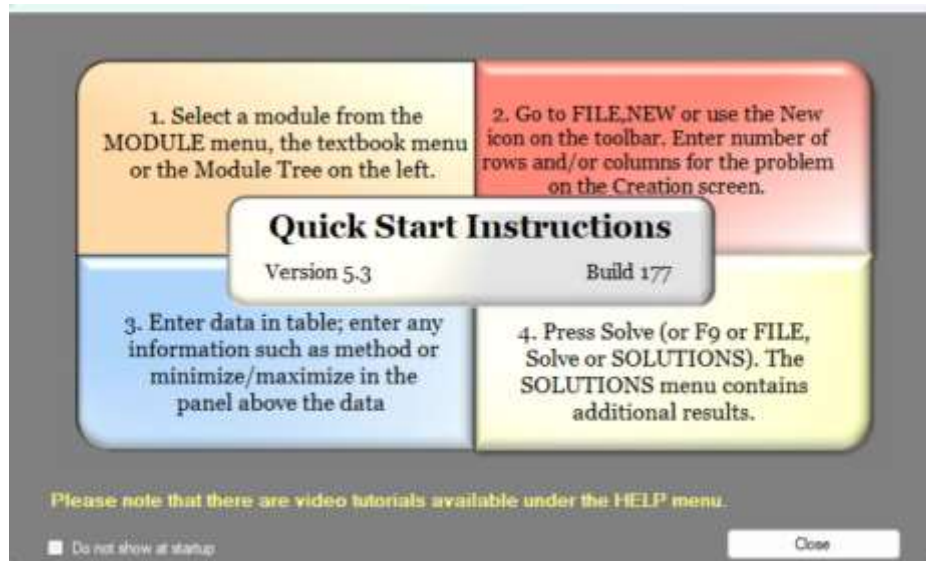 1. Select a module from the
MODULE menu, the textbook menu
or the Module Tree on the left.
2. Go to FILE,NEW or use the New
icon on the toolbar. Enter number of
rows and/or columns for the problem
on the Creation screen.
Quick Start Instructions
Version 5.3 Build 177
3. Enter data in table; enter any
information such as method or
minimize/maximize in the
panel above the data
4. Press Solve (or F9 or FILE,
Solve or SOLUTIONS). The
SOLUTIONS menu contains
additional results.
Please note that there are video tutorials available under the HELP menu.
Do not show at startup
Close